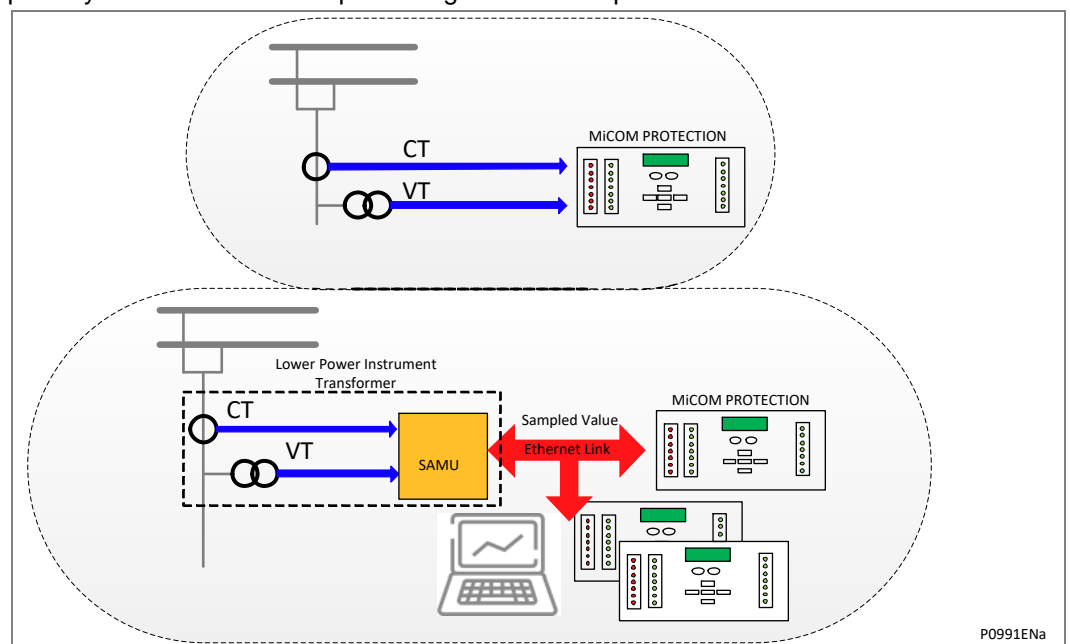 MiCOM PROTECTION
CT
VT
Lower Power Instrument
Transformer
CT
MiCOM PROTECTION
Sampled Value
VT
Ethernet Link
SAMU
P0991ENa